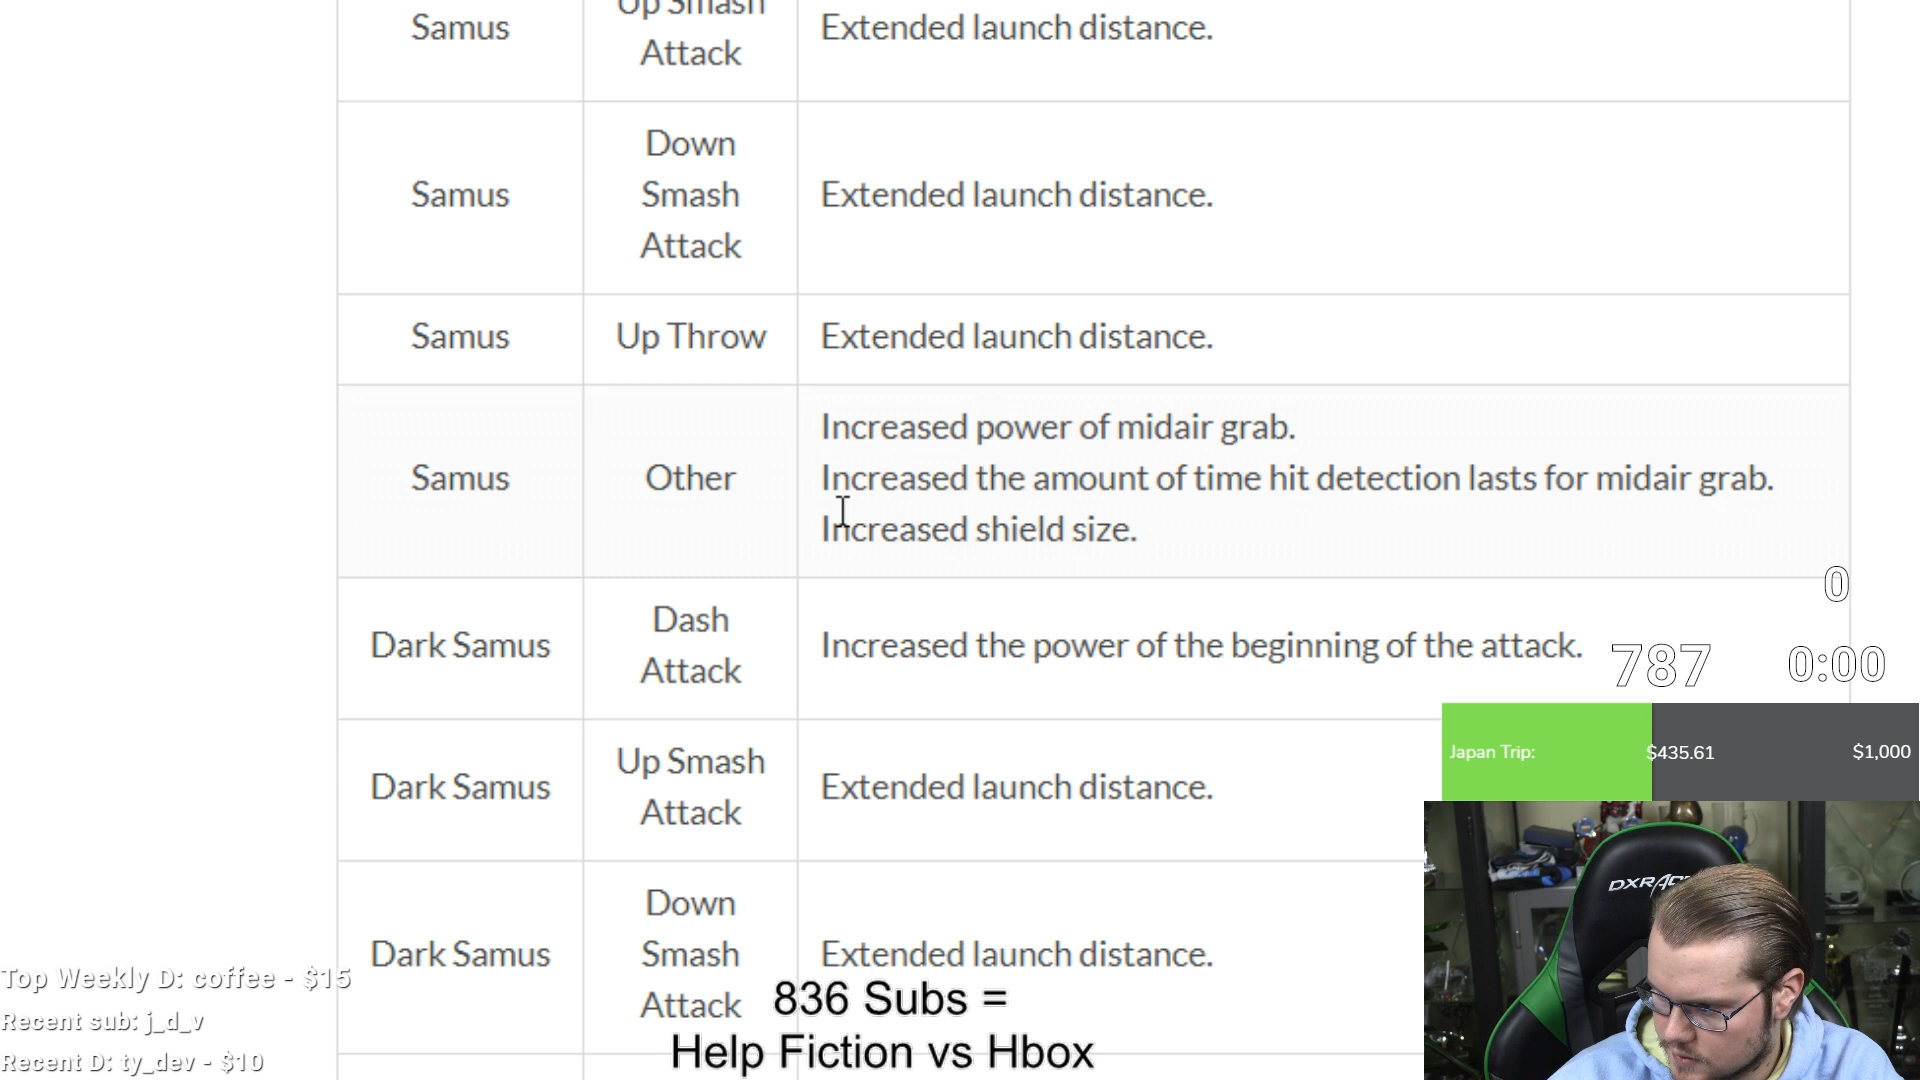 Samus
Up Smash
Attack
Extended launch distance.
Samus
Down
Smash
Attack
Extended launch distance.
Samus
Up Throw
Extended launch distance.
Samus
Other
Increased power of midair grab.
Increased the amount of time hit detection lasts for midair grab.
Increased shield size.
0
Dark Samus
Dash
Attack
Increased the power of the beginning of the attack.
787
0:00
Japan Trip:
$435.61
$1,000
Dark Samus
Up Smash
Attack
Extended launch distance.
Dark Samus
Down
Smash
Attack
Extended launch distance.
Top Weekly D: coffee - $15
Recent sub: j_d_v
Recent D: ty_dev - $10
836 Subs =
Help Fiction vs Hbox